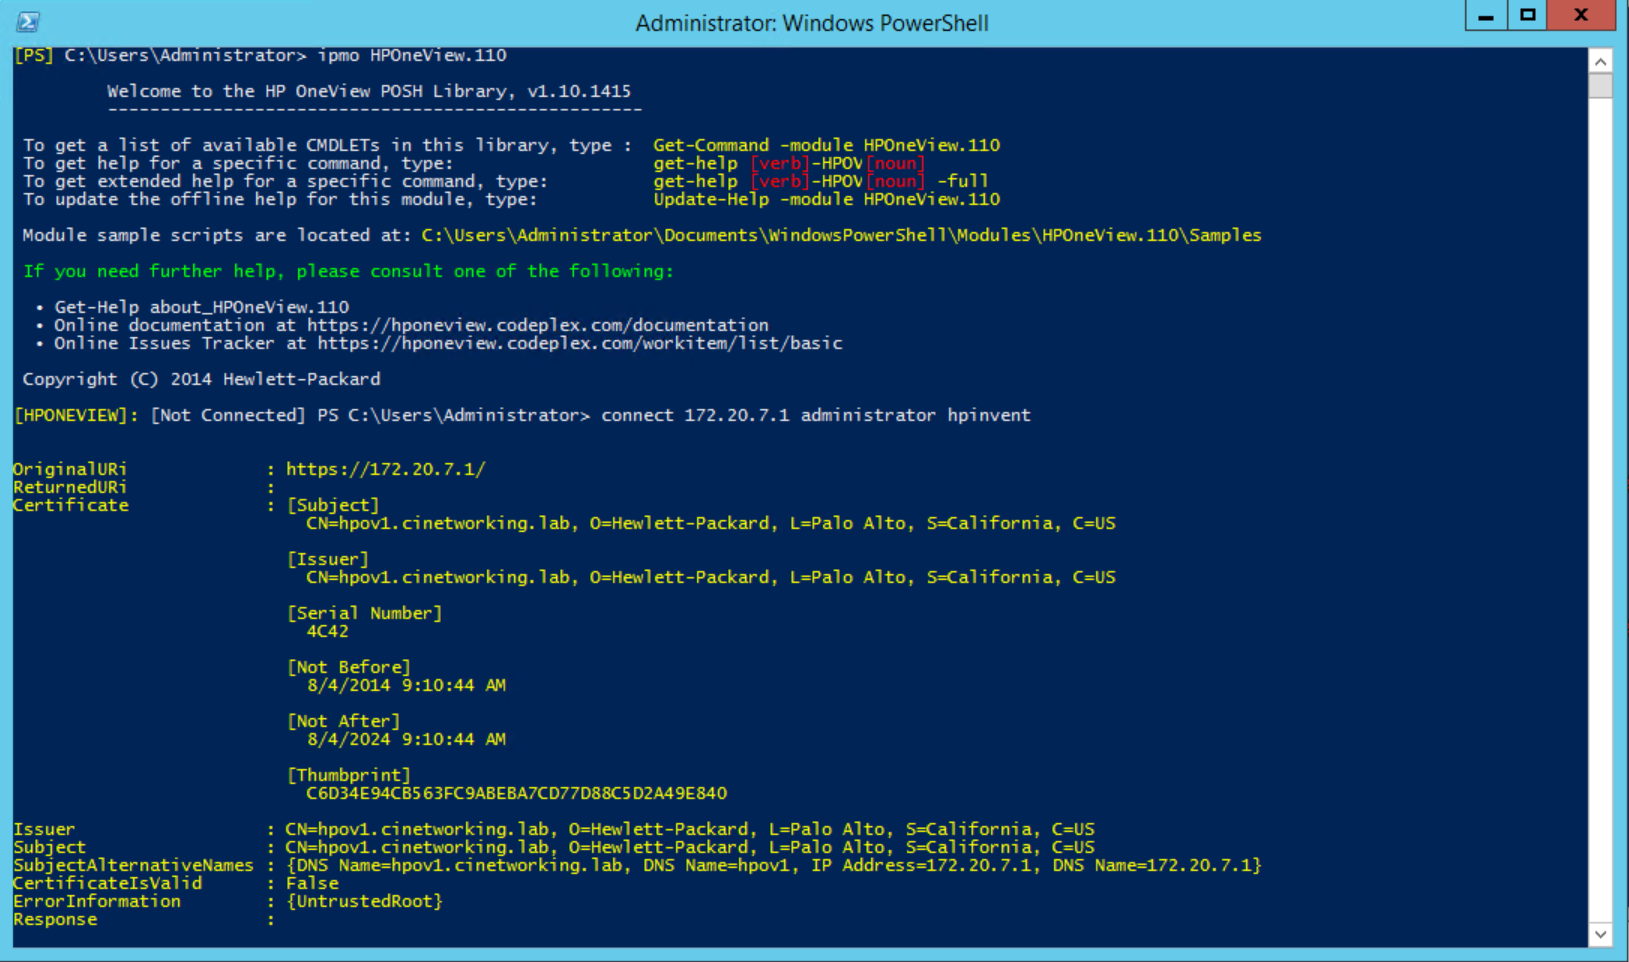 Administrator: Windows PowerShell
[PS] C:\Users\Administrator> ipmo HPOneView.110
Welcome to the HP OneView POSH Library, v1.10.1415
---------------------------------------------------
To get a list of available CMDLETs in this library, type :  Get-Command -module HPOneView.110
To get help for a specific command, type:                   get-help [verb]-HPOV[noun]
To get extended help for a specific command, type:          get-help [verb]-HPOV[noun] -full
To update the offline help for this module, type:           Update-Help -module HPOneView.110
Module sample scripts are located at: C:\Users\Administrator\Documents\WindowsPowerShell\Modules\HPOneView.110\Samples
If you need further help, please consult one of the following:
• Get-Help about_HPOneView.110
• Online documentation at https://hponeview.codeplex.com/documentation
• Online Issues Tracker at https://hponeview.codeplex.com/workitem/list/basic
Copyright (C) 2014 Hewlett-Packard
[HPONEVIEW]: [Not Connected] PS C:\Users\Administrator> connect 172.20.7.1 administrator hpinvent
OriginalURi             : https://172.20.7.1/
ReturnedURi             :
Certificate             : [Subject]
CN=hpov1.cinetworking.lab, O=Hewlett-Packard, L=Palo Alto, S=California, C=US
[Issuer]
CN=hpov1.cinetworking.lab, O=Hewlett-Packard, L=Palo Alto, S=California, C=US
[Serial Number]
4C42
[Not Before]
8/4/2014 9:10:44 AM
[Not After]
8/4/2024 9:10:44 AM
[Thumbprint]
C6D34E94CB563FC9ABEBA7CD77D88C5D2A49E840
Issuer                  : CN=hpov1.cinetworking.lab, O=Hewlett-Packard, L=Palo Alto, S=California, C=US
Subject                 : CN=hpov1.cinetworking.lab, O=Hewlett-Packard, L=Palo Alto, S=California, C=US
SubjectAlternativeNames : {DNS Name=hpov1.cinetworking.lab, DNS Name=hpov1, IP Address=172.20.7.1, DNS Name=172.20.7.1}
CertificateIsValid      : False
ErrorInformation        : {UntrustedRoot}
Response                :